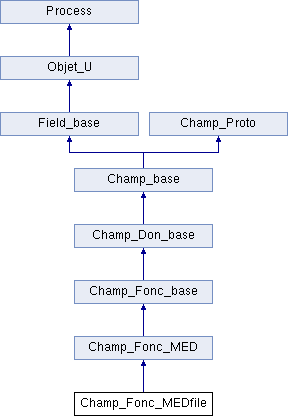 Process
Objet_U
Field_base
Champ_Proto
Champ_base
Champ_Don_base
Champ_Fonc_base
Champ_Fonc_MED
Champ_Fonc_MEDfile